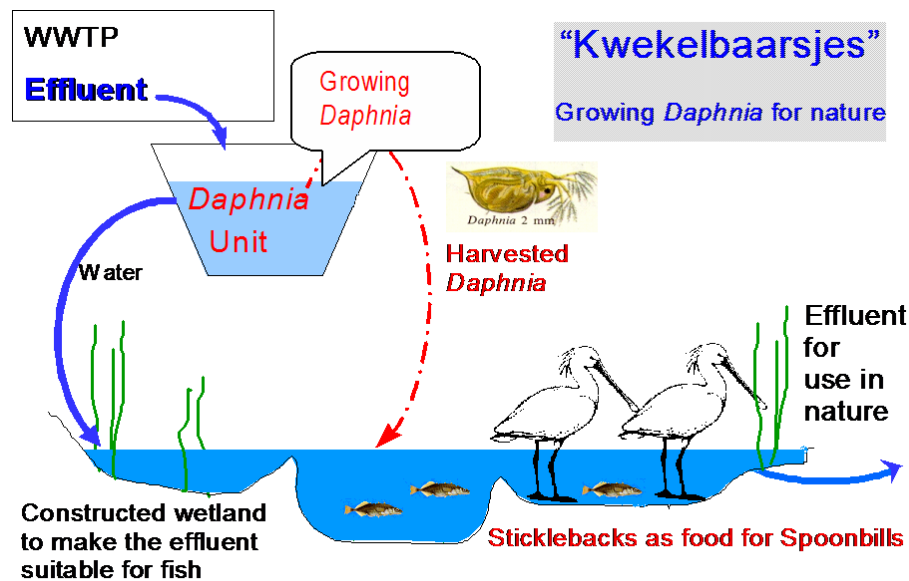 WWTP
Effluent
Growing
Daphnia
“Kwekelbaarsjes”
Growing Daphnia for nature
Daphnia
Unit
Daphnia 2 mm
Water
Harvested
Daphnia
Effluent
for
use in
nature
Constructed wetland
to make the effluent
suitable for fish
Sticklebacks as food for Spoonbills